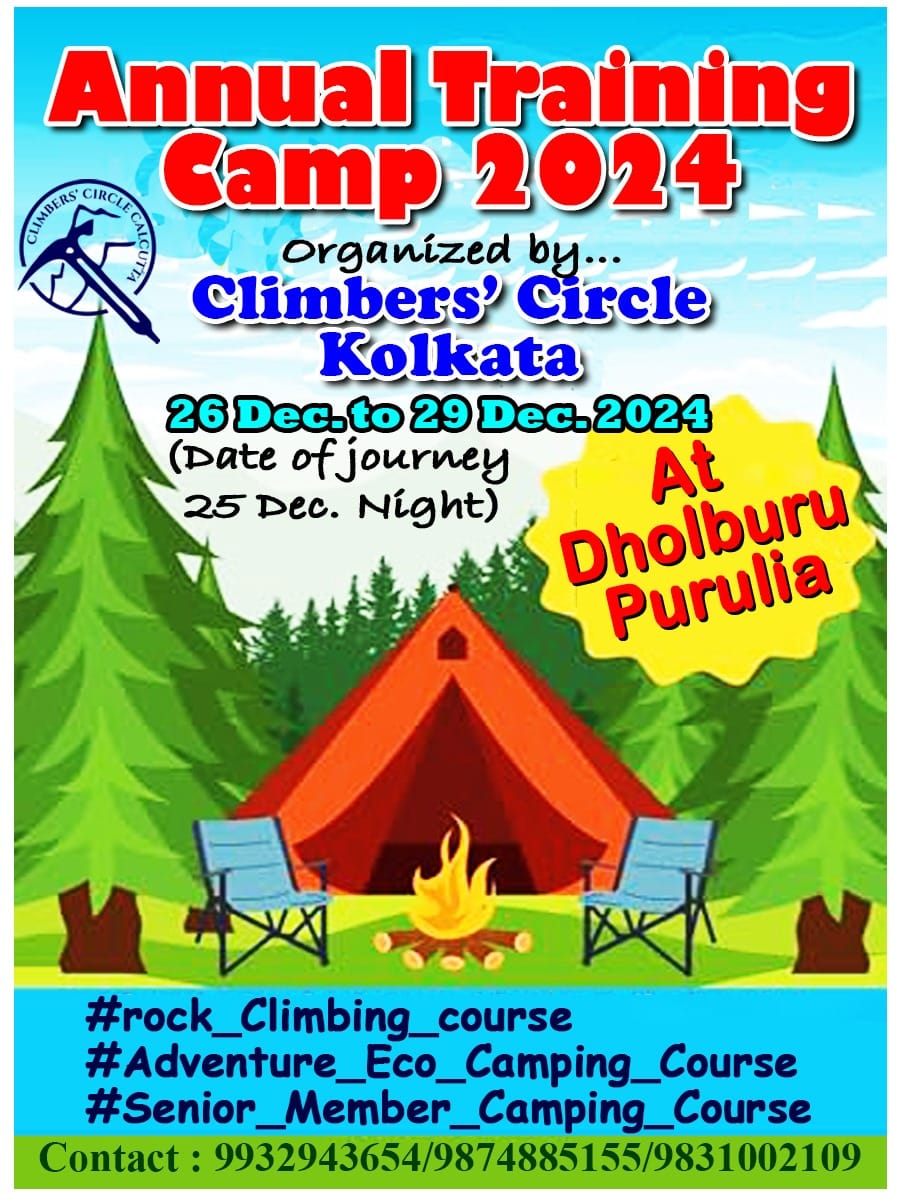 Annual Training
Camp 2024
CLIMBERS' CIRCLE CALCUTTA
Organized by...
Climbers' Circle
Kolkata
26 Dec. to 29 Dec. 2024
(Date of journey
25 Dec. Night)
At
Dholburu
Purulia
#rock_Climbing_course
#Adventure_Eco_Camping_Course
#Senior_Member_Camping_Course
Contact : 9932943654/9874885155/9831002109